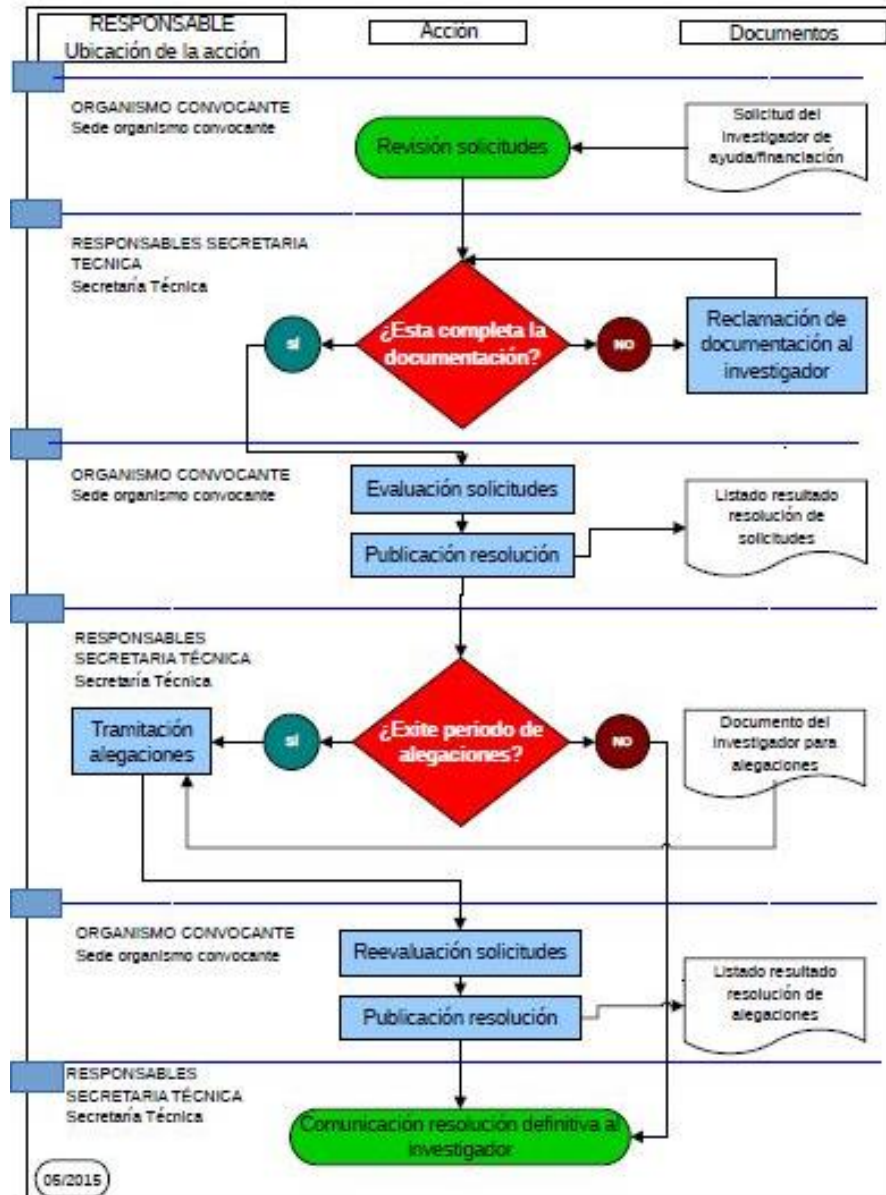 RESPONSABLE
Ubicación de la acción
Acción
Documentos
ORGANISMO CONVOCANTE
Sede organismo convocante
Revisión solicitudes
Solicitud del
investigador de
ayuda/financiación
RESPONSABLES SECRETARIA
TECNICA
Secretaría Técnica
SÍ
¿Esta completa la
documentación?
NO
Reclamación de
documentación al
investigador
ORGANISMO CONVOCANTE
Sede organismo convocante
Evaluación solicitudes
Publicación resolución
Listado resultado
resolución de
solicitudes
RESPONSABLES
SECRETARIA TÉCNICA
Secretaría Técnica
Tramitación
alegaciones
SÍ
¿Exite periodo de
alegaciones?
NO
Documento del
investigador para
alegaciones
ORGANISMO CONVOCANTE
Sede organismo convocante
Reevaluación solicitudes
Publicación resolución
Listado resultado
resolución de
alegaciones
RESPONSABLES
SECRETARIA TÉCNICA
Secretaría Técnica
Comunicación resolución definitiva al
investigador
05/2015